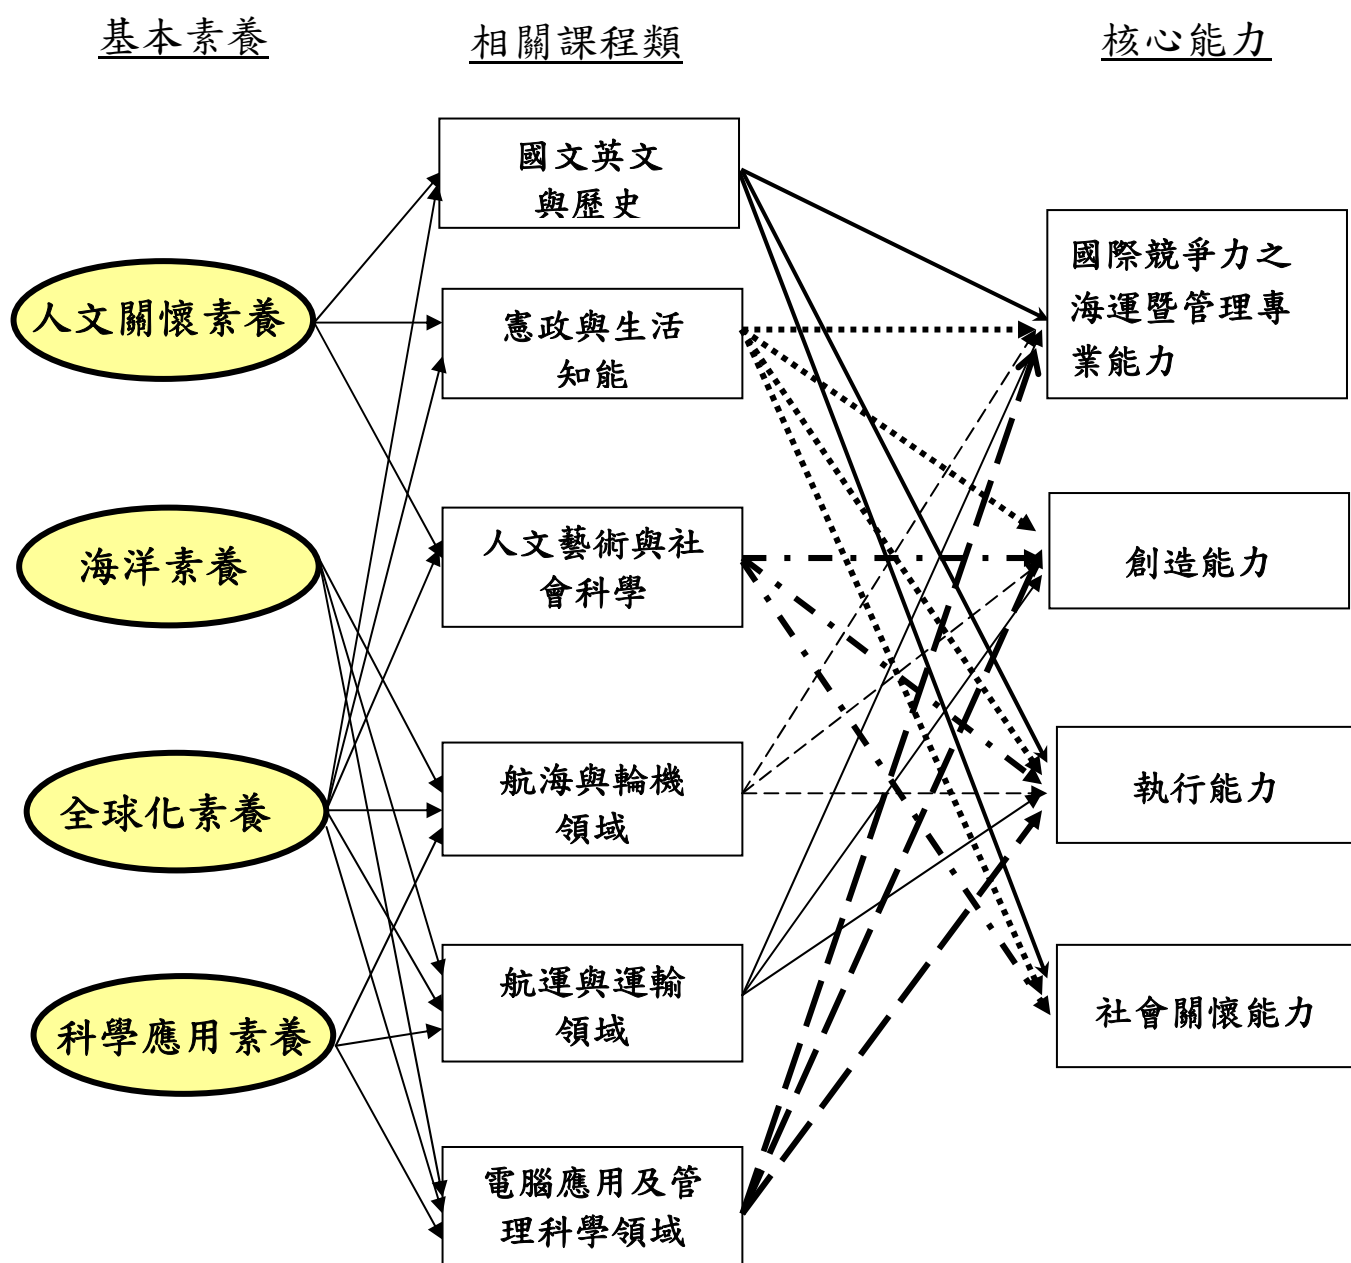 基本素養
相關課程類
核心能力
國文英文
與歷史
憲政與生活
知能
人文藝術與社
會科學
航海與輪機
領域
航運與運輸
領域
電腦應用及管
理科學領域
人文關懷素養
海洋素養
全球化素養
科學應用素養
國際競爭力之
海運暨管理專
業能力
創造能力
執行能力
社會關懷能力